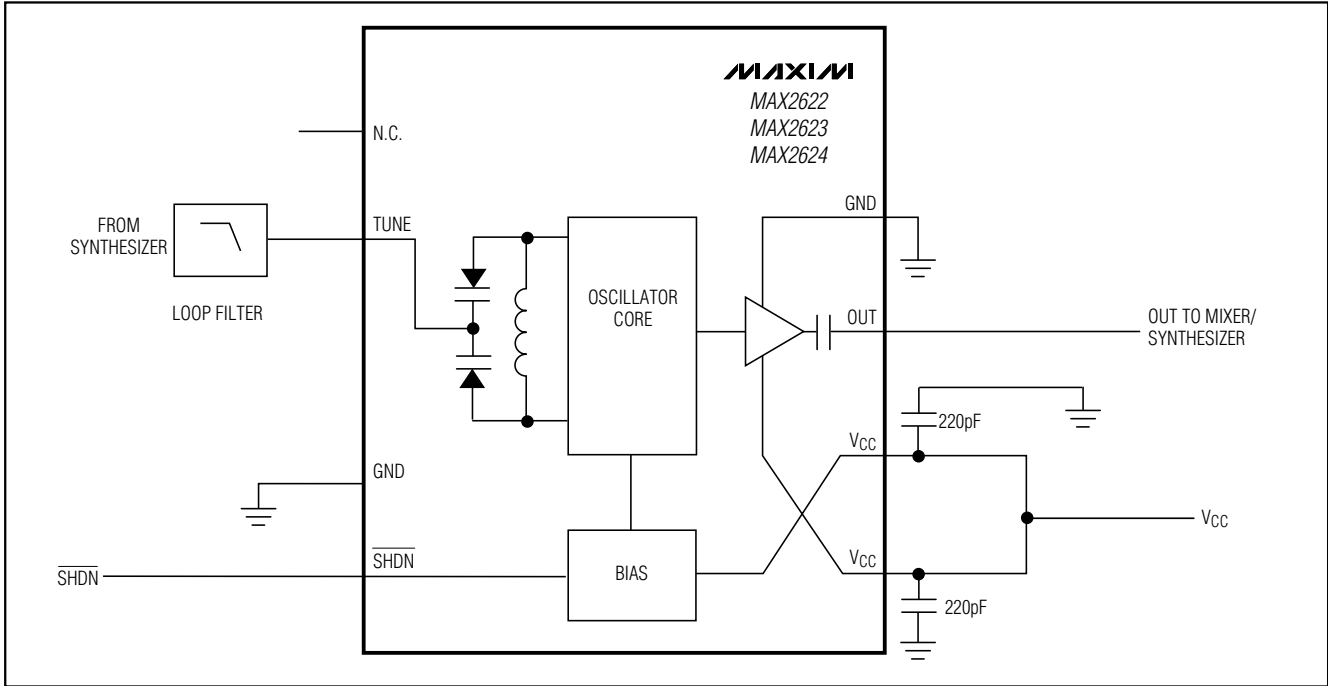 MAXIM
MAX2622
MAX2623
MAX2624
N.C.
GND
FROM
SYNTHESIZER
TUNE
LOOP FILTER
OSCILLATOR
CORE
OUT
OUT TO MIXER/
SYNTHESIZER
220pF
VCC
GND
VCC
SHDN
VCC
SHDN
BIAS
220pF